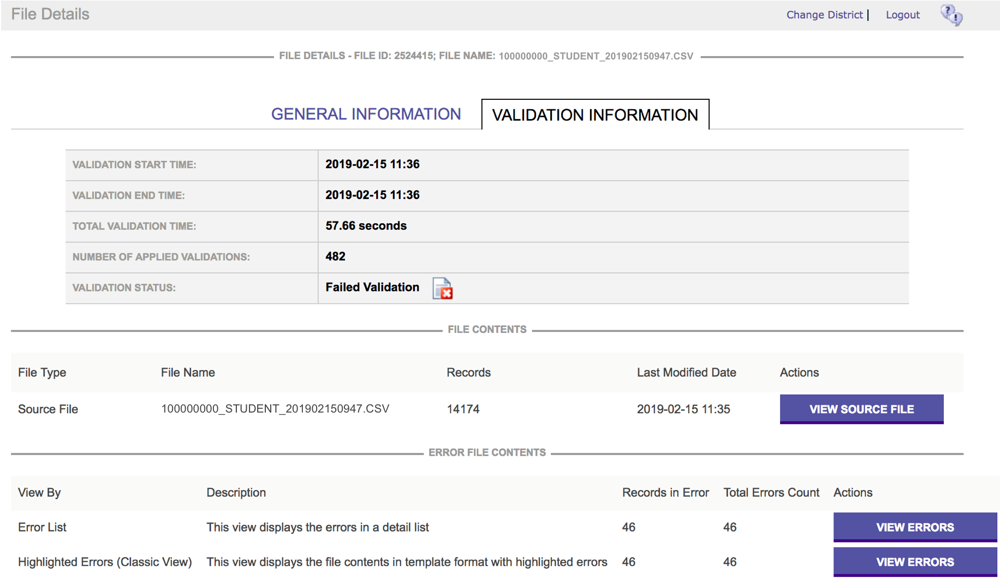 File Details
Change District | Logout
FILE DETAILS - FILE ID: 2524415; FILE NAME: 100000000_STUDENT_201902150947.CSV
GENERAL INFORMATION VALIDATION INFORMATION
VALIDATION START TIME: 2019-02-15 11:36
VALIDATION END TIME: 2019-02-15 11:36
TOTAL VALIDATION TIME: 57.66 seconds
NUMBER OF APPLIED VALIDATIONS: 482
VALIDATION STATUS: Failed Validation
FILE CONTENTS
File Type File Name Records Last Modified Date Actions
Source File 100000000_STUDENT_201902150947.CSV 14174 2019-02-15 11:35 VIEW SOURCE FILE
ERROR FILE CONTENTS
View By Description Records in Error Total Errors Count Actions
Error List This view displays the errors in a detail list 46 46 VIEW ERRORS
Highlighted Errors (Classic View) This view displays the file contents in template format with highlighted errors 46 46 VIEW ERRORS